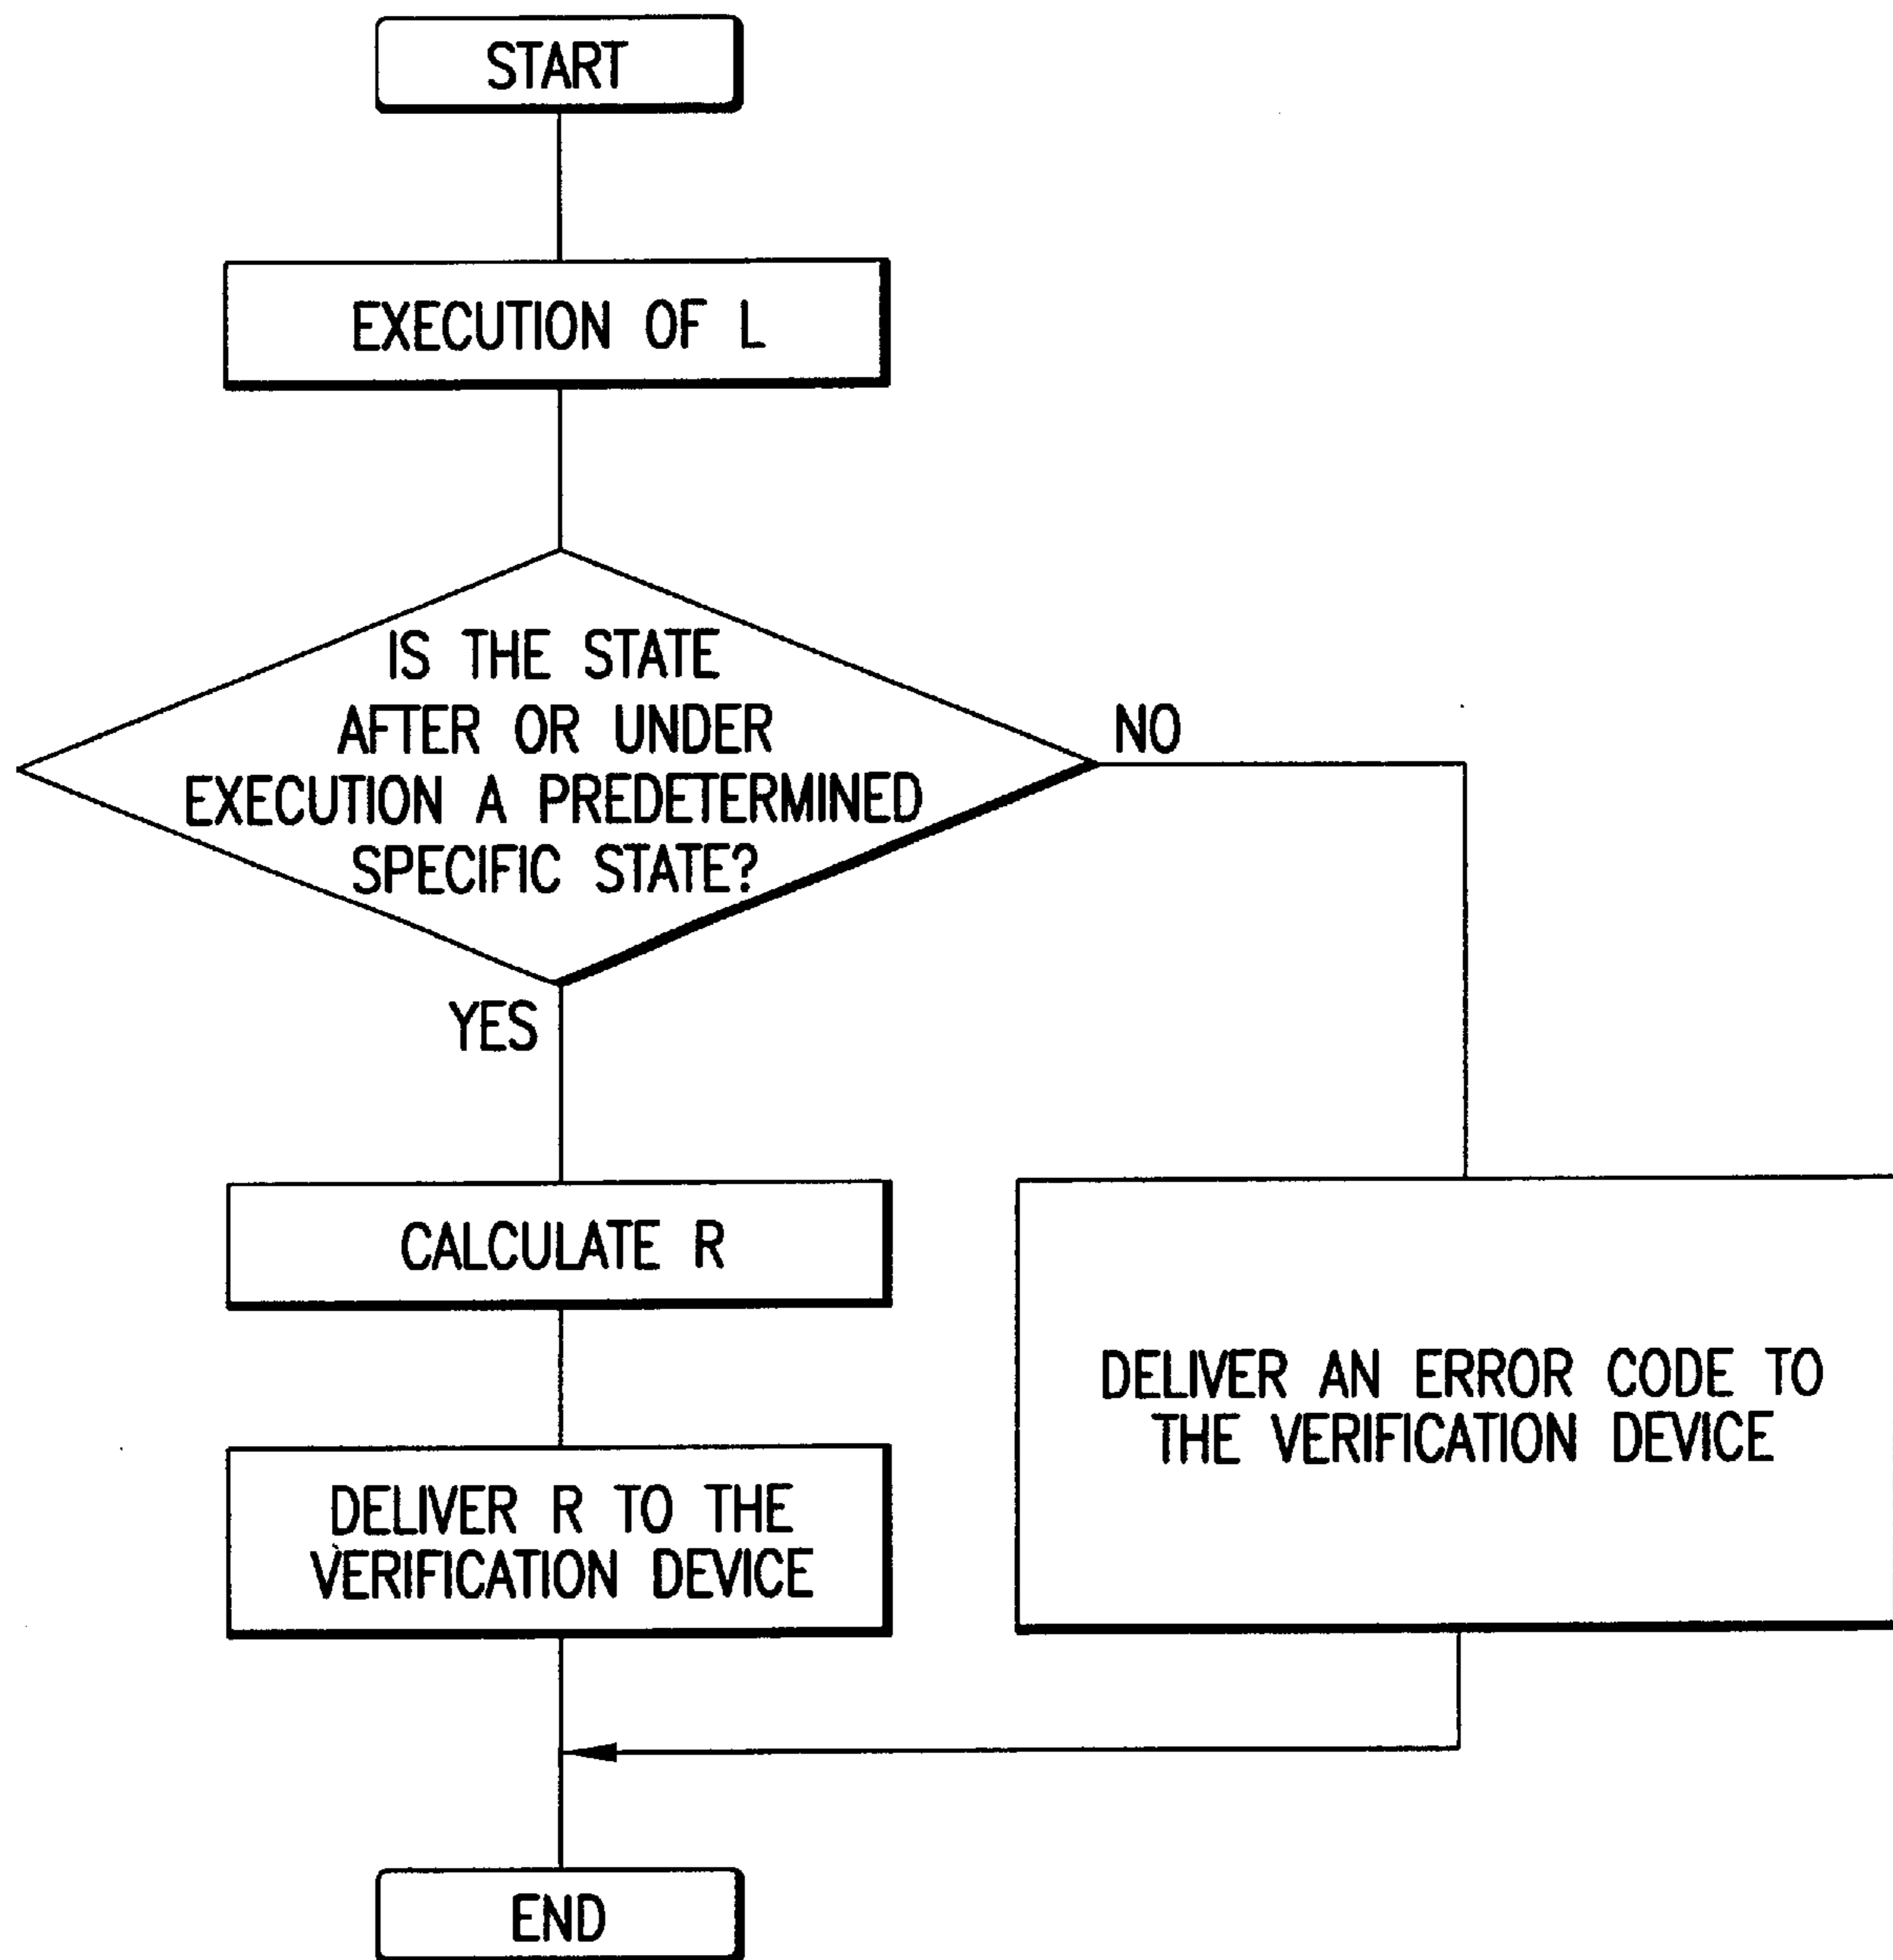 START
EXECUTION OF L
IS THE STATE
AFTER OR UNDER
EXECUTION A PREDETERMINED
SPECIFIC STATE?
NO
YES
CALCULATE R
DELIVER R TO THE
VERIFICATION DEVICE
DELIVER AN ERROR CODE TO
THE VERIFICATION DEVICE
END